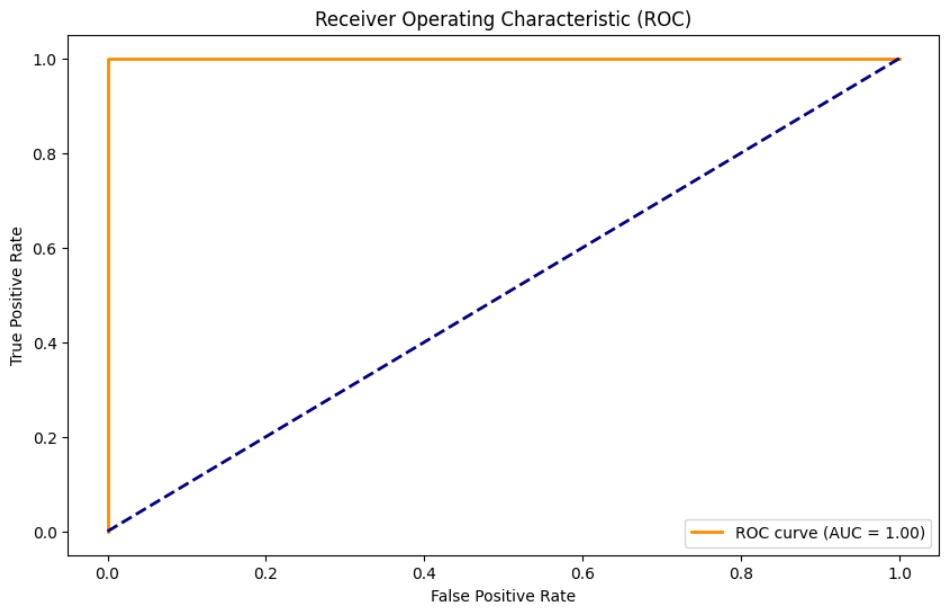 Receiver Operating Characteristic (ROC)
True Positive Rate
1.0
0.8
0.6
0.4
0.2
0.0
ROC curve (AUC = 1.00)
0.0 0.2 0.4 0.6 0.8 1.0
False Positive Rate